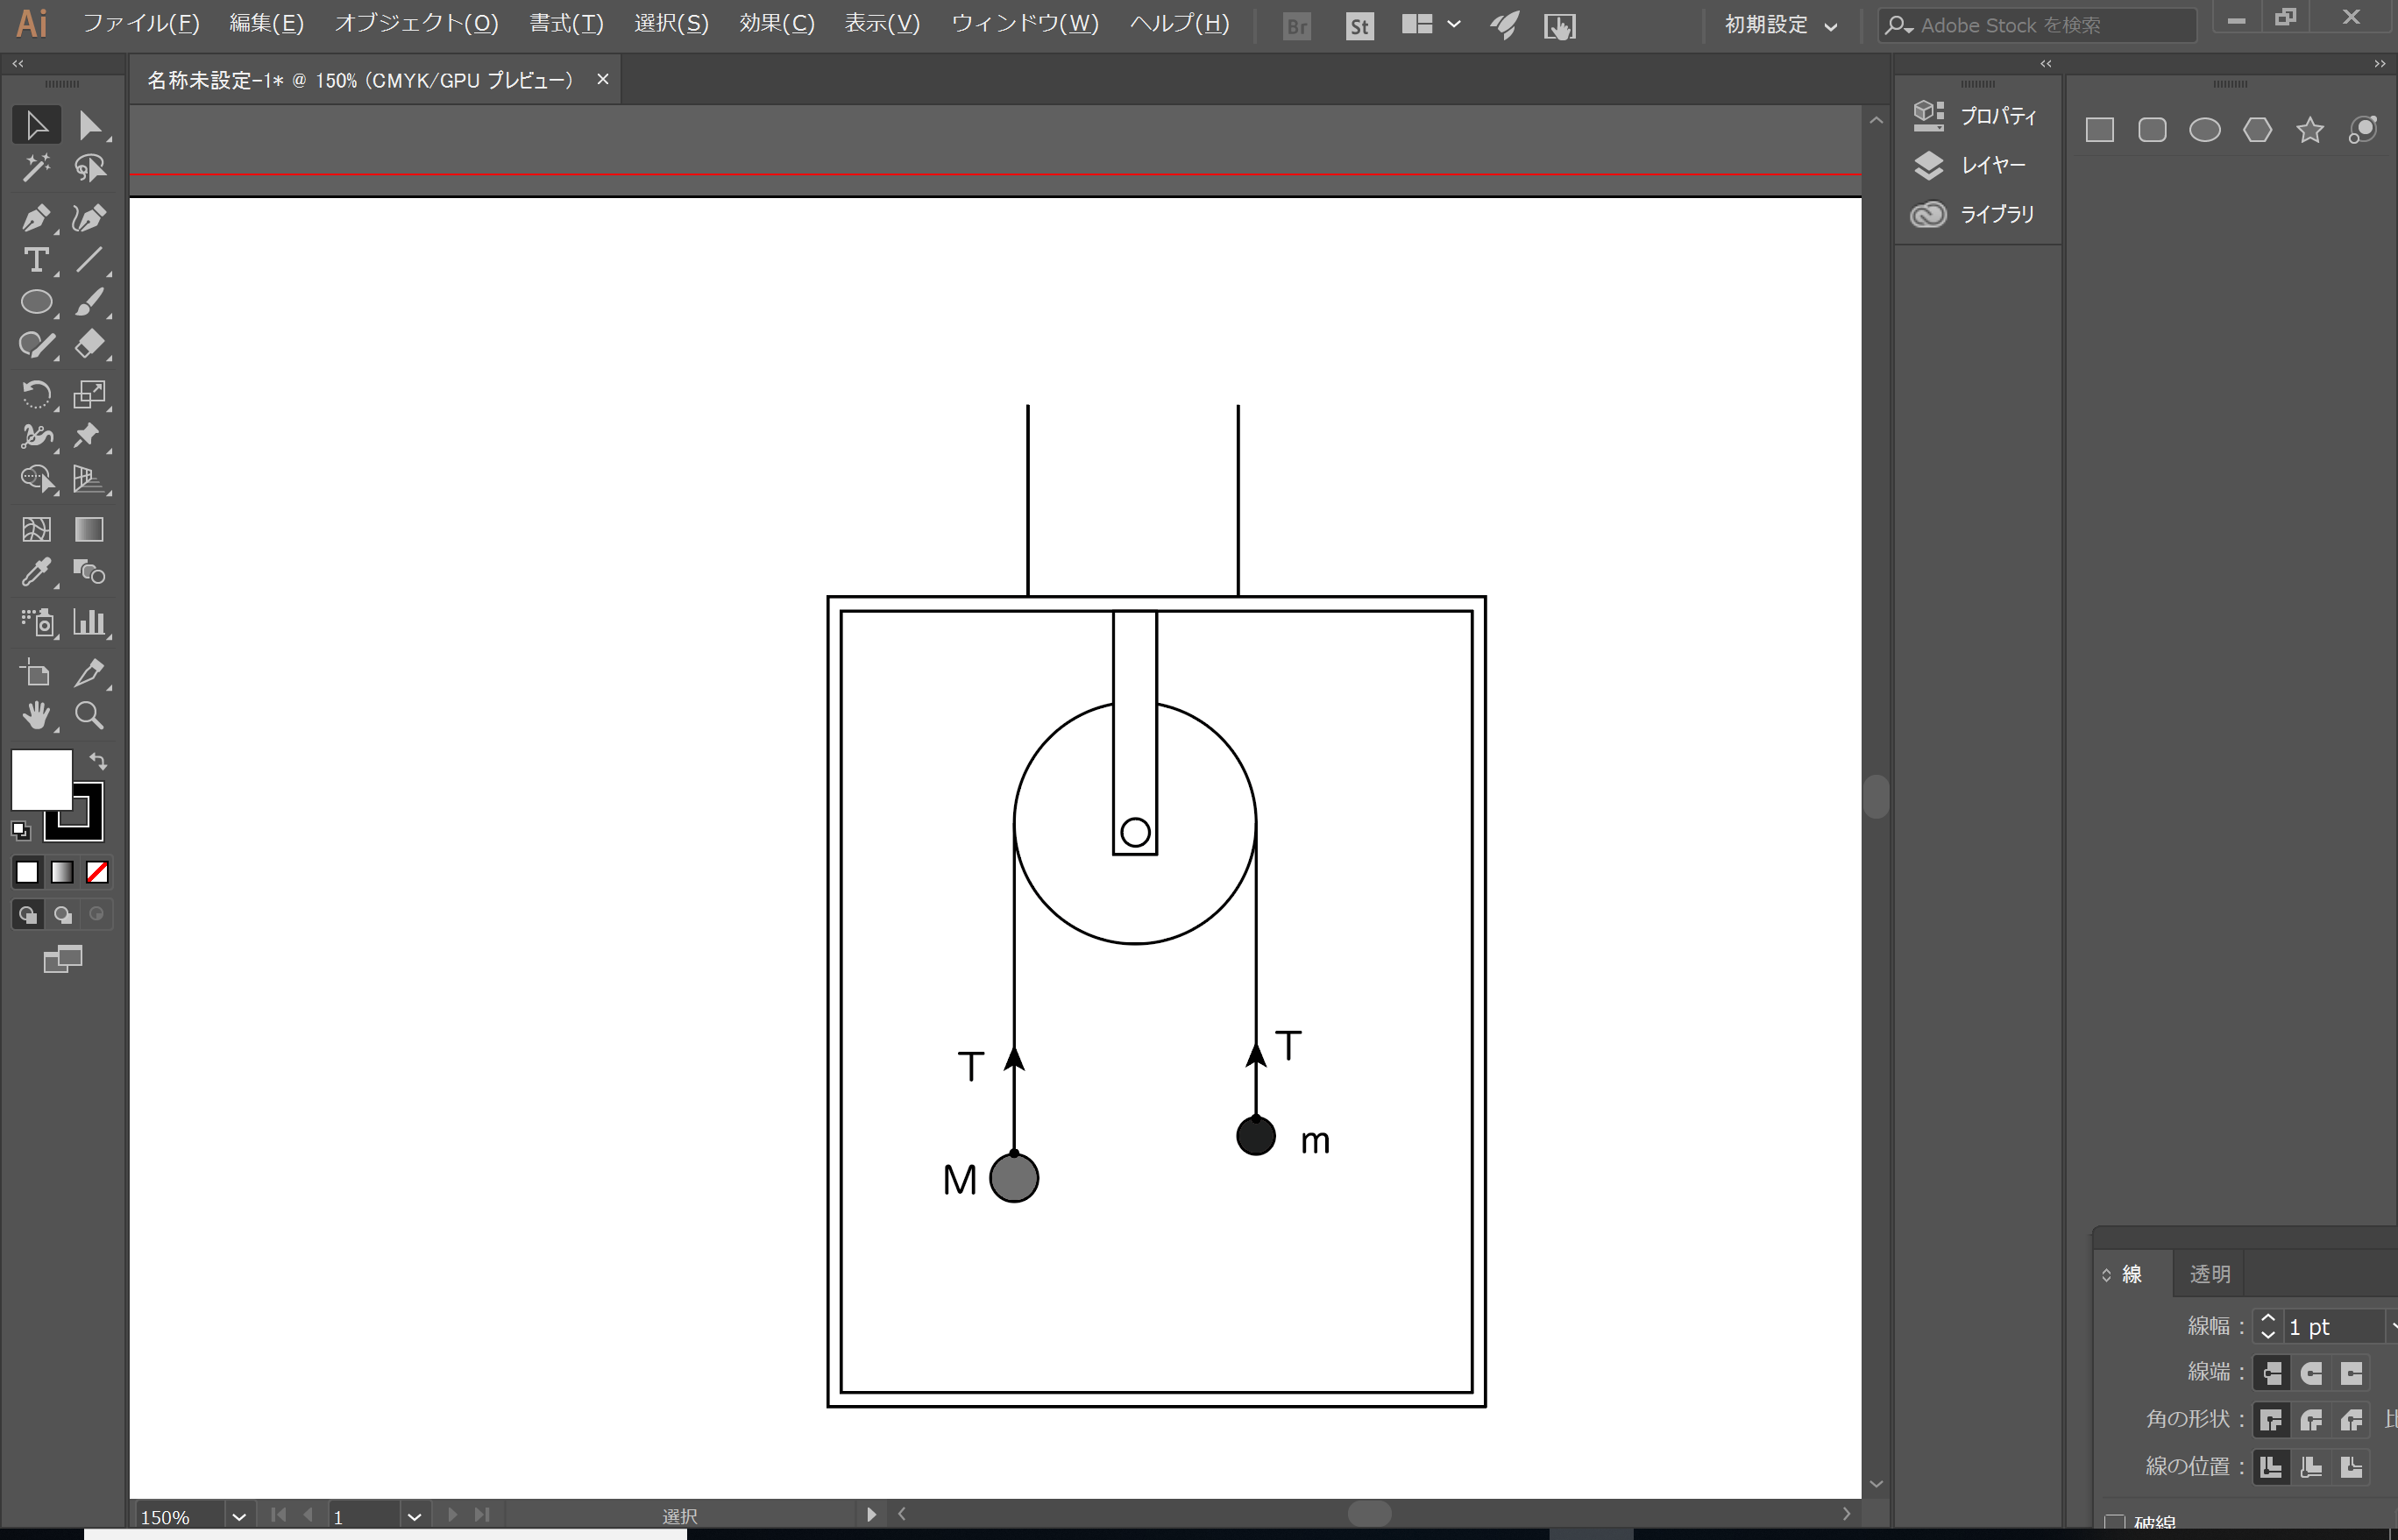 Ai ファイル(F) 編集(E) オブジェクト(O) 書式(T) 選択(S) 効果(C) 表示(V) ウィンドウ(W) ヘルプ(H) Br St 初期設定 Adobe Stock を検索
名称未設定-1* @ 150% (CMYK/GPU プレビュー) ×
プロパティ
レイヤー
ライブラリ
T T
m
M
線 透明
線幅 : 1 pt
線端 :
角の形状 : 比
線の位置 :
破線
150% 1 選択